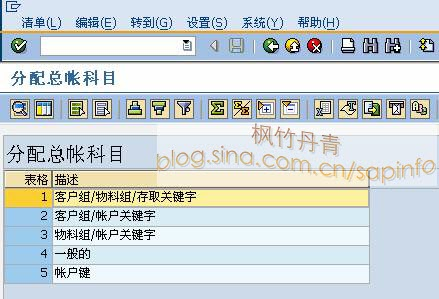 清单(L) 编辑(E) 转到(G) 设置(S) 系统(Y) 帮助(H)
分配总帐科目
枫竹丹青
blog.sina.com.cn/sapinfo
分配总帐科目
表格 描述
1 客户组/物料组/存取关键字
2 客户组/帐户关键字
3 物料组/帐户关键字
4 一般的
5 帐户键